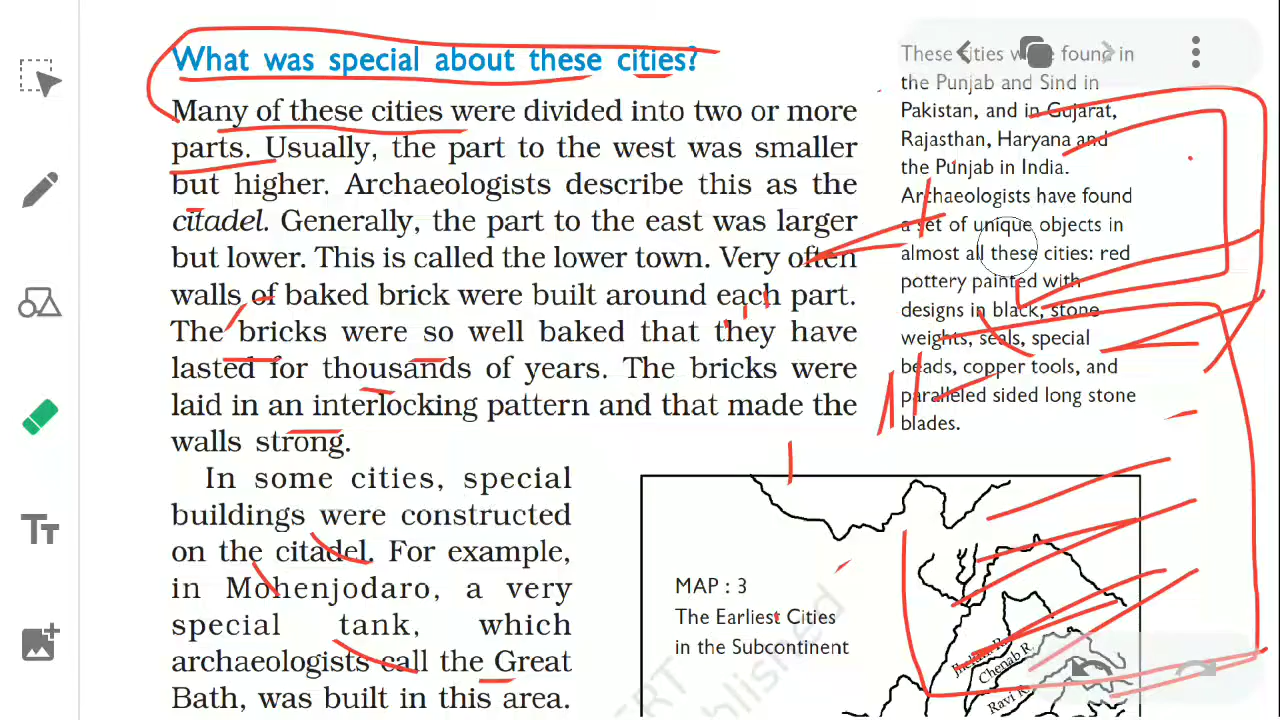 What was special about these cities?
Many of these cities were divided into two or more
parts. Usually, the part to the west was smaller
but higher. Archaeologists describe this as the
citadel. Generally, the part to the east was larger
but lower. This is called the lower town. Very often
walls of baked brick were built around each part.
The bricks were so well baked that they have
lasted for thousands of years. The bricks were
laid in an interlocking pattern and that made the
walls strong.
In some cities, special
buildings were constructed
on the citadel. For example,
in Mohenjodaro, a very
special tank, which
archaeologists call the Great
Bath, was built in this area.
These cities were found in
the Punjab and Sind in
Pakistan, and in Gujarat,
Rajasthan, Haryana and
the Punjab in India.
Archaeologists have found
a set of unique objects in
almost all these cities: red
pottery painted with
designs in black, stone
weights, seals, special
beads, copper tools, and
paralleled sided long stone
blades.
MAP : 3
The Earliest Cities
in the Subcontinent
Jhelum R.
Chenab R.
Ravi R.
Tт